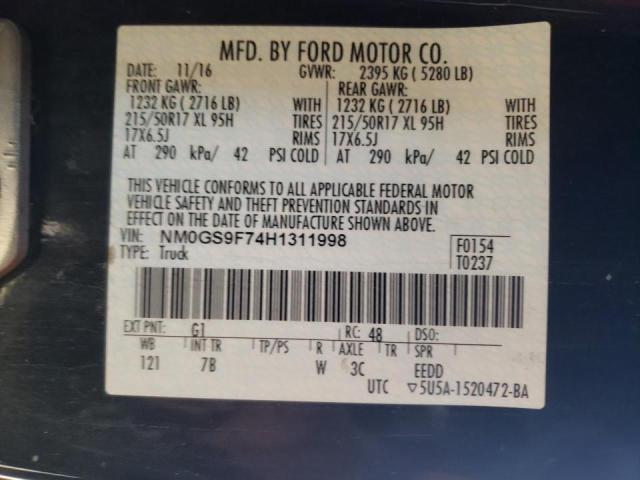 MFD. BY FORD MOTOR CO.
DATE: 11/16 GVWR: 2395 KG ( 5280 LB)
FRONT GAWR: REAR GAWR:
1232 KG ( 2716 LB) WITH 1232 KG ( 2716 LB) WITH
215/50R17 XL 95H TIRES 215/50R17 XL 95H TIRES
17X6.5J RIMS 17X6.5J RIMS
AT 290 kPa/ 42 PSI COLD AT 290 kPa/ 42 PSI COLD
THIS VEHICLE CONFORMS TO ALL APPLICABLE FEDERAL MOTOR
VEHICLE SAFETY AND THEFT PREVENTION STANDARDS IN
EFFECT ON THE DATE OF MANUFACTURE SHOWN ABOVE.
VIN: NM0GS9F74H1311998 F0154
TYPE: Truck T0237
EXT PNT: G1 RC: 48 DSO:
WB INT TR TP/PS R AXLE TR SPR
121 7B W 3C EEDD
UTC ▽5U5A-1520472-BA